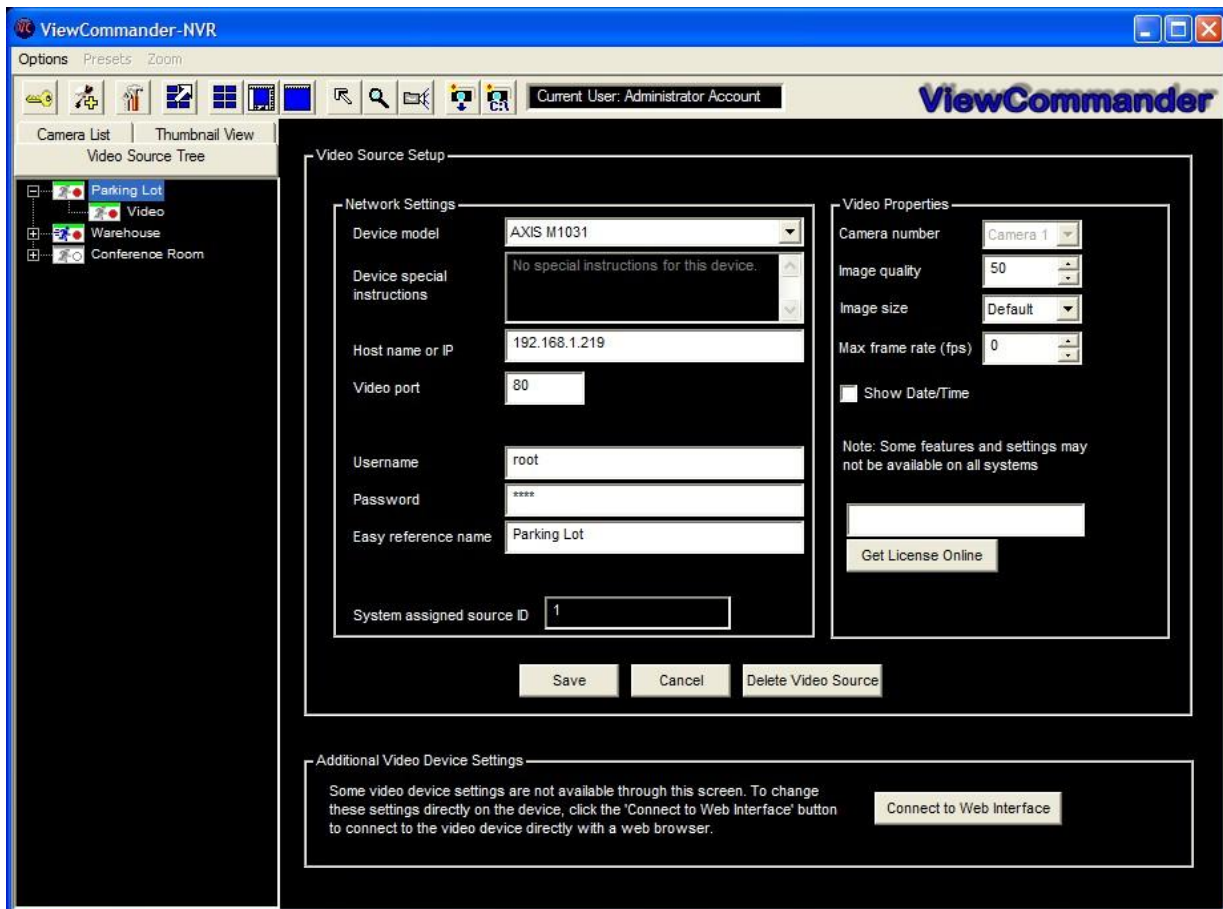 ViewCommander-NVR
Options Presets Zoom
Current User: Administrator Account
ViewCommander
Camera List
Thumbnail View
Video Source Tree
Parking Lot
Video
Warehouse
Conference Room
Video Source Setup
Network Settings
Device model
AXIS M1031
Device special
instructions
No special instructions for this device.
Host name or IP
192.168.1.219
Video port
80
Username
root
Password
****
Easy reference name
Parking Lot
System assigned source ID
1
Video Properties
Camera number
Camera 1
Image quality
50
Image size
Default
Max frame rate (fps)
0
Show Date/Time
Note: Some features and settings may
not be available on all systems
Get License Online
Save
Cancel
Delete Video Source
Additional Video Device Settings
Some video device settings are not available through this screen. To change
these settings directly on the device, click the 'Connect to Web Interface' button
to connect to the video device directly with a web browser.
Connect to Web Interface